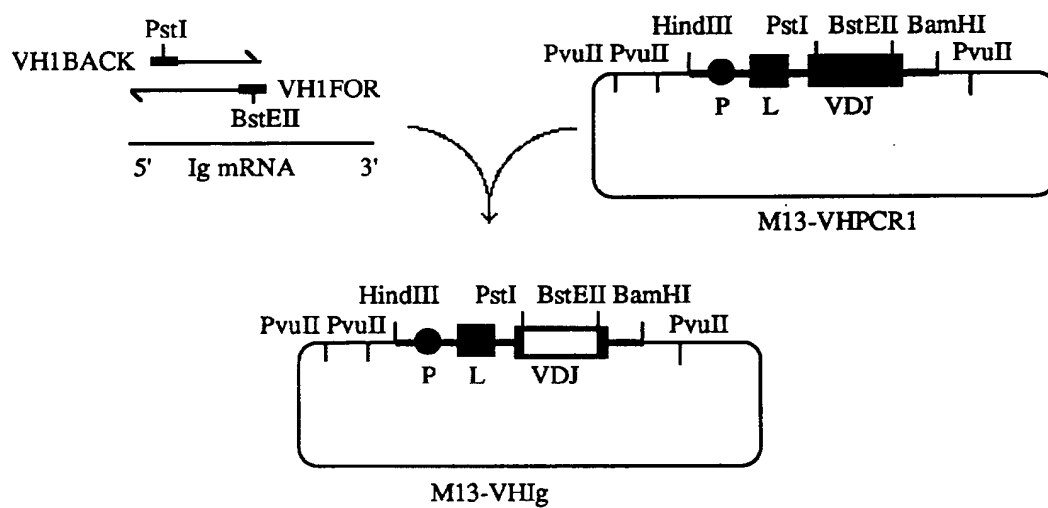 PstI
VH1BACK
VH1FOR
BstEII
5' Ig mRNA 3'
HindIII PstI BstEII BamHI
PvuII PvuII PvuII
P L VDJ
M13-VHPCR1
HindIII PstI BstEII BamHI
PvuII PvuII PvuII
P L VDJ
M13-VHIg